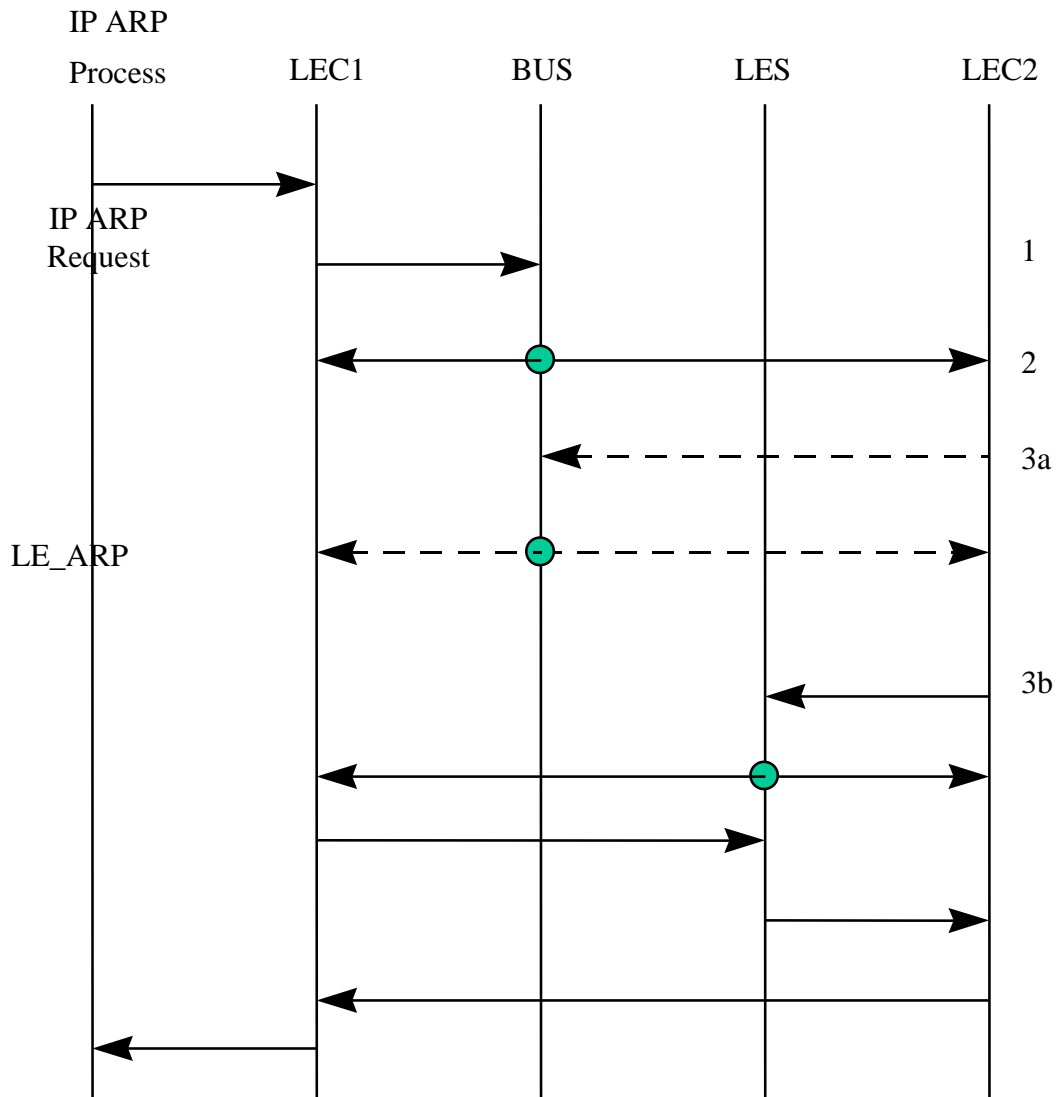 IP ARP
Process
LEC1
BUS
LES
LEC2
IP ARP
Request
1
2
3a
LE_ARP
3b